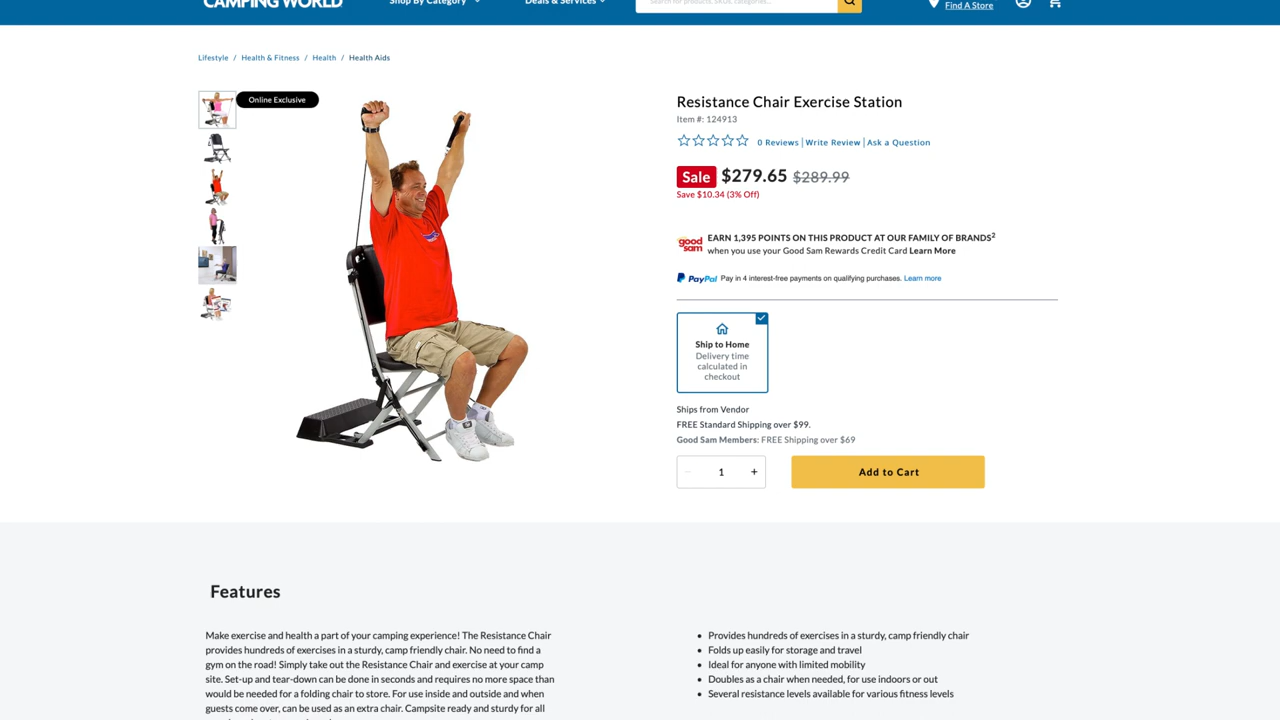 CAMPING WORLD
Shop By Category
Deals & Services
Search for products, SKUs, categories...
Find A Store
Lifestyle / Health & Fitness / Health / Health Aids
Online Exclusive
Resistance Chair Exercise Station
Item #: 124913
0 Reviews | Write Review | Ask a Question
Sale $279.65 $289.99
Save $10.34 (3% Off)
good sam
EARN 1,395 POINTS ON THIS PRODUCT AT OUR FAMILY OF BRANDS2
when you use your Good Sam Rewards Credit Card Learn More
PayPal Pay in 4 interest-free payments on qualifying purchases. Learn more
Ship to Home
Delivery time
calculated in
checkout
Ships from Vendor
FREE Standard Shipping over $99.
Good Sam Members: FREE Shipping over $69
− 1 +
Add to Cart
Features
Make exercise and health a part of your camping experience! The Resistance Chair
provides hundreds of exercises in a sturdy, camp friendly chair. No need to find a
gym on the road! Simply take out the Resistance Chair and exercise at your camp
site. Set-up and tear-down can be done in seconds and requires no more space than
would be needed for a folding chair to store. For use inside and outside and when
guests come over, can be used as an extra chair. Campsite ready and sturdy for all
• Provides hundreds of exercises in a sturdy, camp friendly chair
• Folds up easily for storage and travel
• Ideal for anyone with limited mobility
• Doubles as a chair when needed, for use indoors or out
• Several resistance levels available for various fitness levels